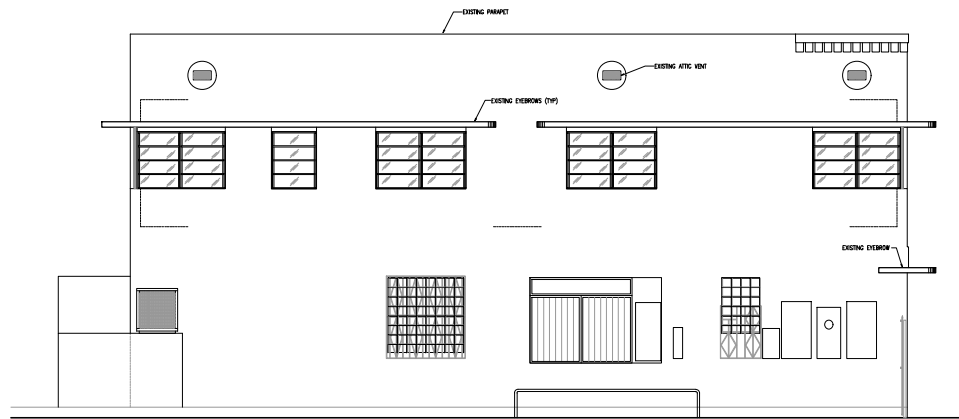 EXISTING PARAPET
EXISTING ATTIC VENT
EXISTING EYEBROWS (TYP)
EXISTING EYEBROW